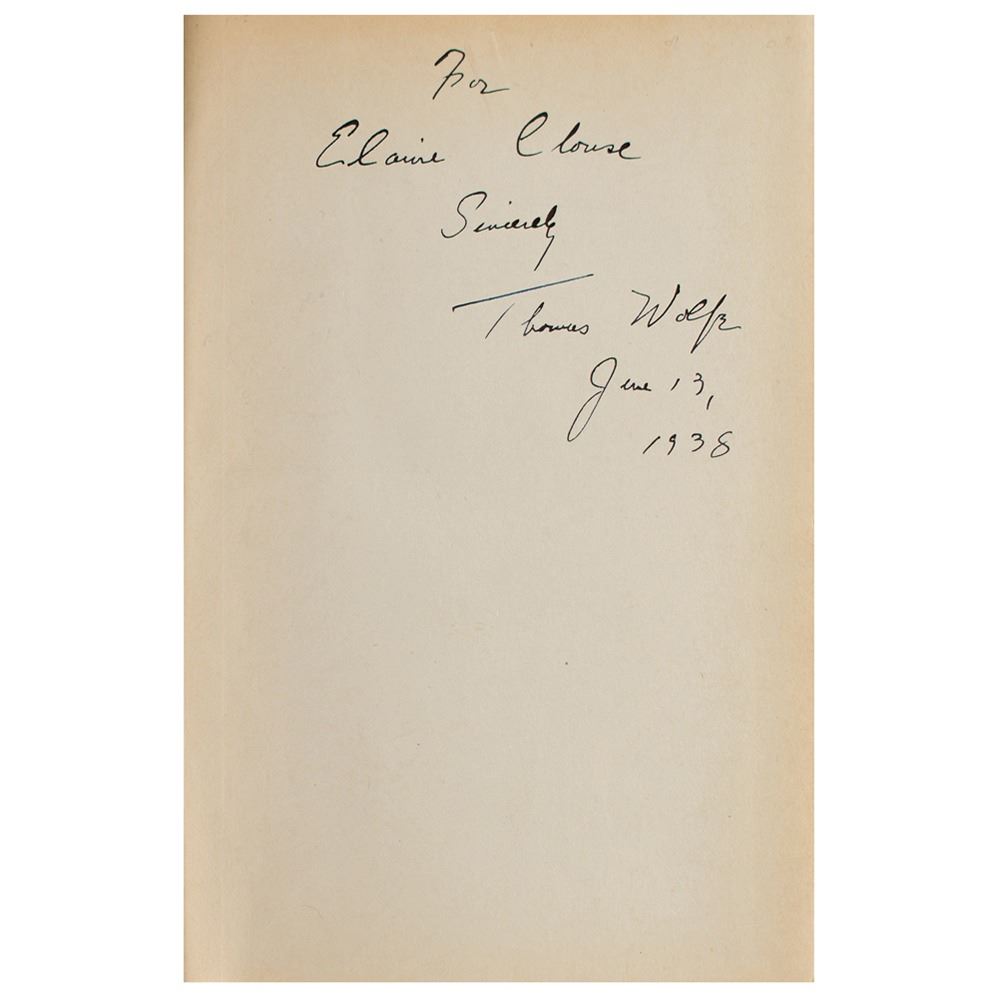 For
Elaine Clouse
Sincerely
Thomas Wolfe
June 13,
1938